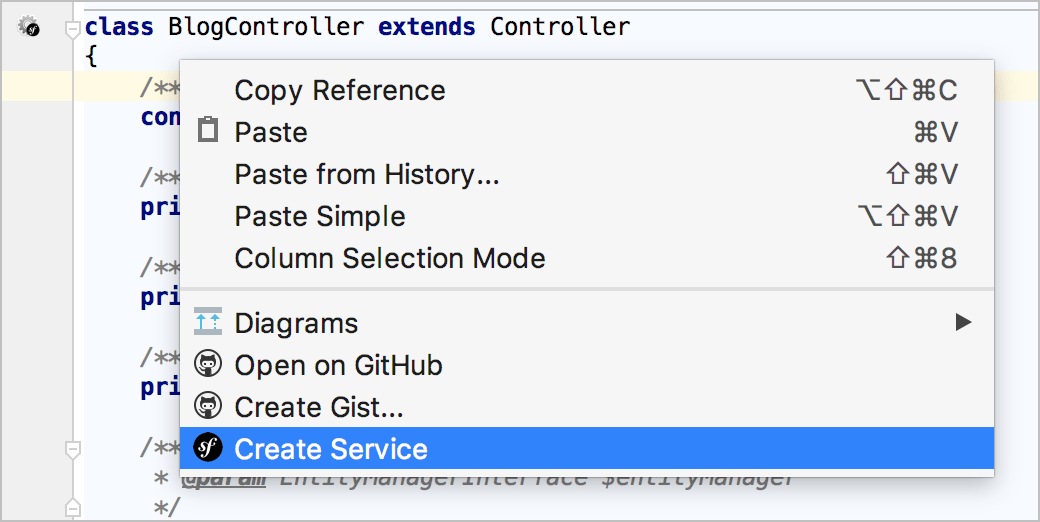 class BlogController extends Controller
{
/**
con
/**
pri
/**
pri
/**
pri
/**
* @param EntityManagerInterface $entityManager
*/
Copy Reference ⌥⇧⌘C
Paste ⌘V
Paste from History... ⇧⌘V
Paste Simple ⌥⇧⌘V
Column Selection Mode ⇧⌘8
Diagrams ▶
Open on GitHub
Create Gist...
sf Create Service